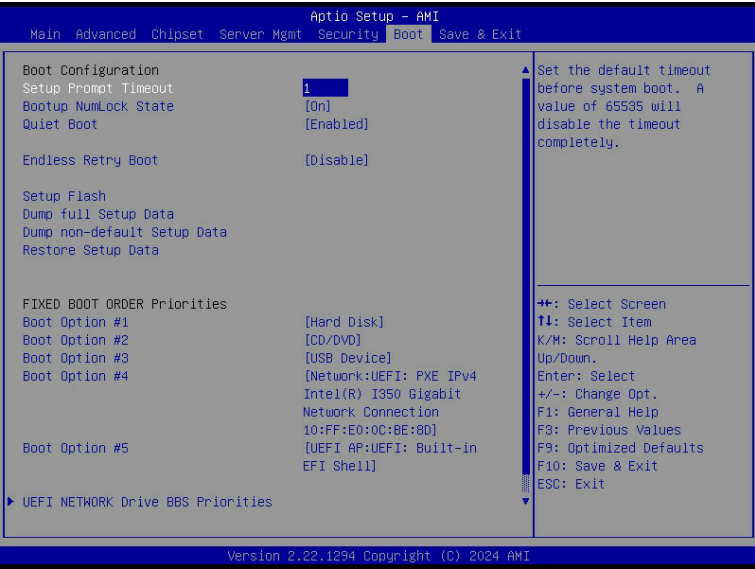 Aptio Setup – AMI
Main Advanced Chipset Server Mgmt Security Boot Save & Exit
Boot Configuration
Setup Prompt Timeout 1
Bootup NumLock State [On]
Quiet Boot [Enabled]
Endless Retry Boot [Disable]
Setup Flash
Dump full Setup Data
Dump non-default Setup Data
Restore Setup Data
FIXED BOOT ORDER Priorities
Boot Option #1 [Hard Disk]
Boot Option #2 [CD/DVD]
Boot Option #3 [USB Device]
Boot Option #4 [Network:UEFI: PXE IPv4
Intel(R) I350 Gigabit
Network Connection
10:FF:E0:0C:BE:8D]
Boot Option #5 [UEFI AP:UEFI: Built-in
EFI Shell]
UEFI NETWORK Drive BBS Priorities
Set the default timeout
before system boot. A
value of 65535 will
disable the timeout
completely.
→←: Select Screen
↑↓: Select Item
K/M: Scroll Help Area
Up/Down.
Enter: Select
+/-: Change Opt.
F1: General Help
F3: Previous Values
F9: Optimized Defaults
F10: Save & Exit
ESC: Exit
Version 2.22.1294 Copyright (C) 2024 AMI